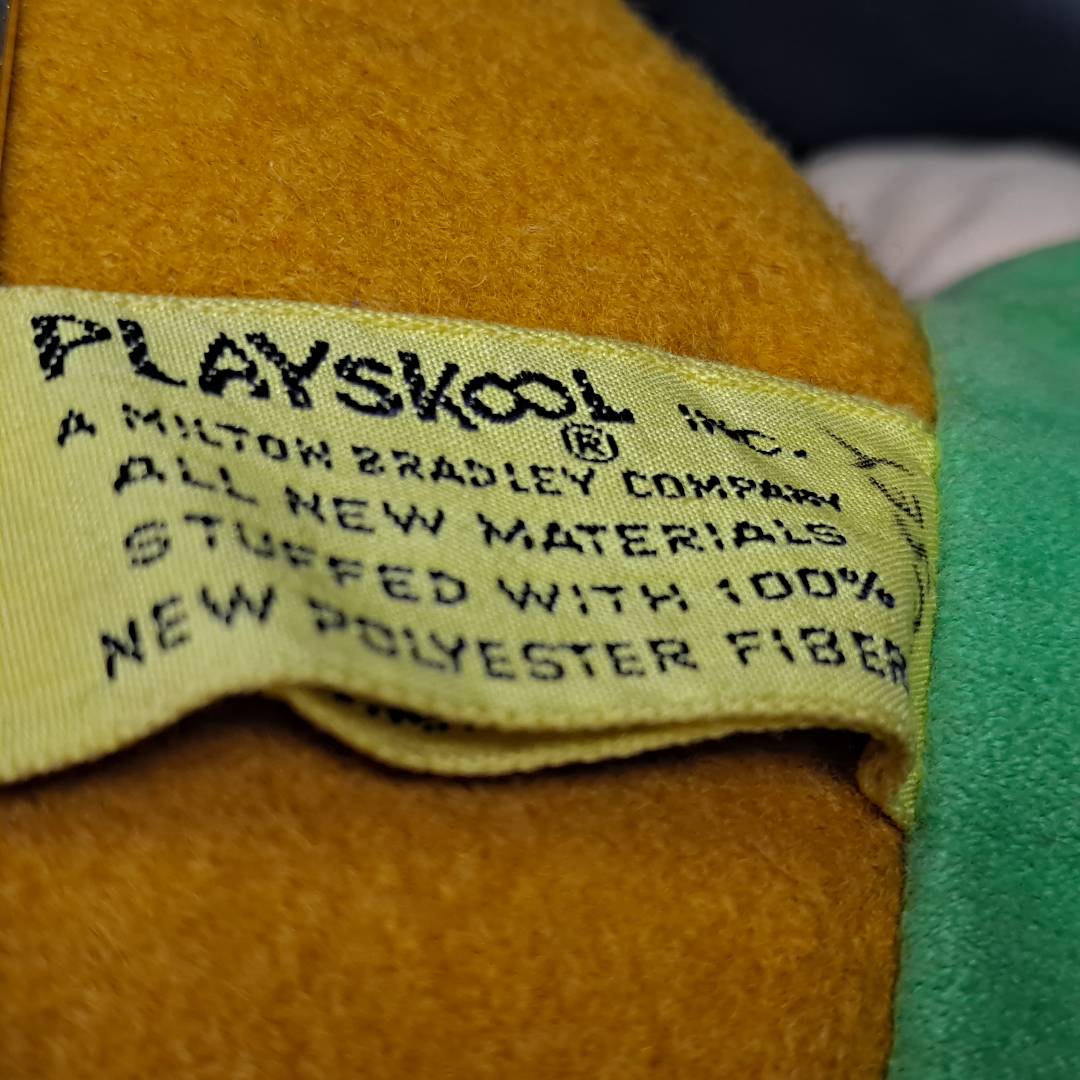 PLAYSKOOL® INC.
A MILTON BRADLEY COMPANY
ALL NEW MATERIALS
STUFFED WITH 100%
NEW POLYESTER FIBER